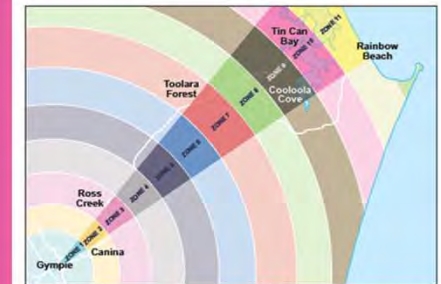 ZONE 11
Tin Can
Bay
ZONE 10
Rainbow
Beach
ZONE 9
Cooloola
Cove
Toolara
Forest
ZONE 8
ZONE 7
ZONE 6
ZONE 5
ZONE 4
Ross
Creek
ZONE 3
ZONE 2
ZONE 1
Canina
Gympie